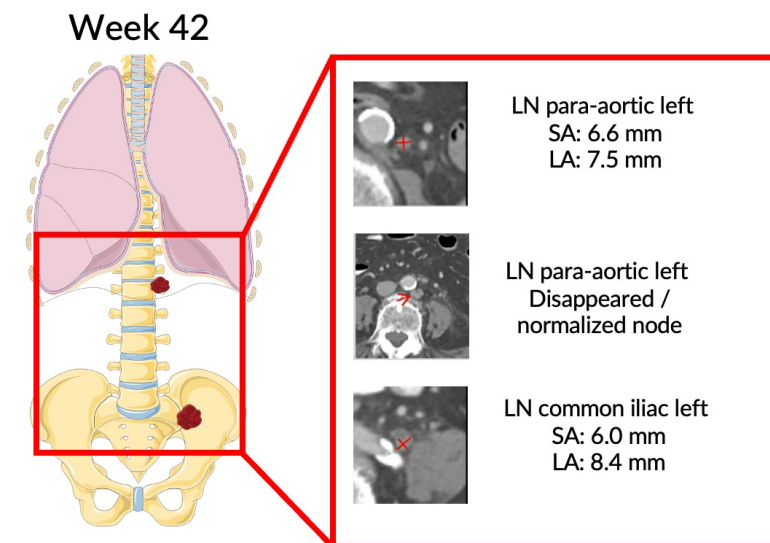 Week 42
LN para-aortic left
SA: 6.6 mm
LA: 7.5 mm
LN para-aortic left
Disappeared /
normalized node
LN common iliac left
SA: 6.0 mm
LA: 8.4 mm